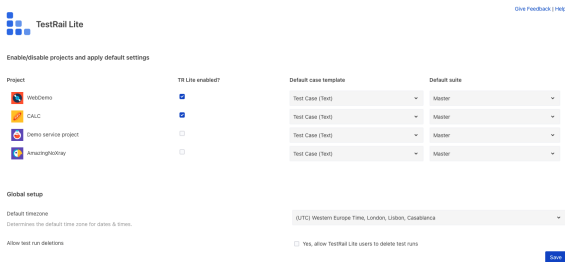 Give Feedback | Help
TestRail Lite
Enable/disable projects and apply default settings
Project TR Lite enabled? Default case template Default suite
WebDemo Test Case (Text) Master
CALC Test Case (Text) Master
Demo service project Test Case (Text) Master
AmazingNoXray Test Case (Text) Master
Global setup
Default timezone
(UTC) Western Europe Time, London, Lisbon, Casablanca
Determines the default time zone for dates & times.
Allow test run deletions Yes, allow TestRail Lite users to delete test runs
Save